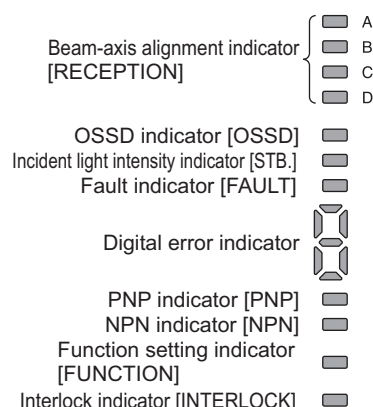 A
Beam-axis alignment indicator B
[RECEPTION] C
D
OSSD indicator [OSSD]
Incident light intensity indicator [STB.]
Fault indicator [FAULT]
Digital error indicator
PNP indicator [PNP]
NPN indicator [NPN]
Function setting indicator
[FUNCTION]
Interlock indicator [INTERLOCK]